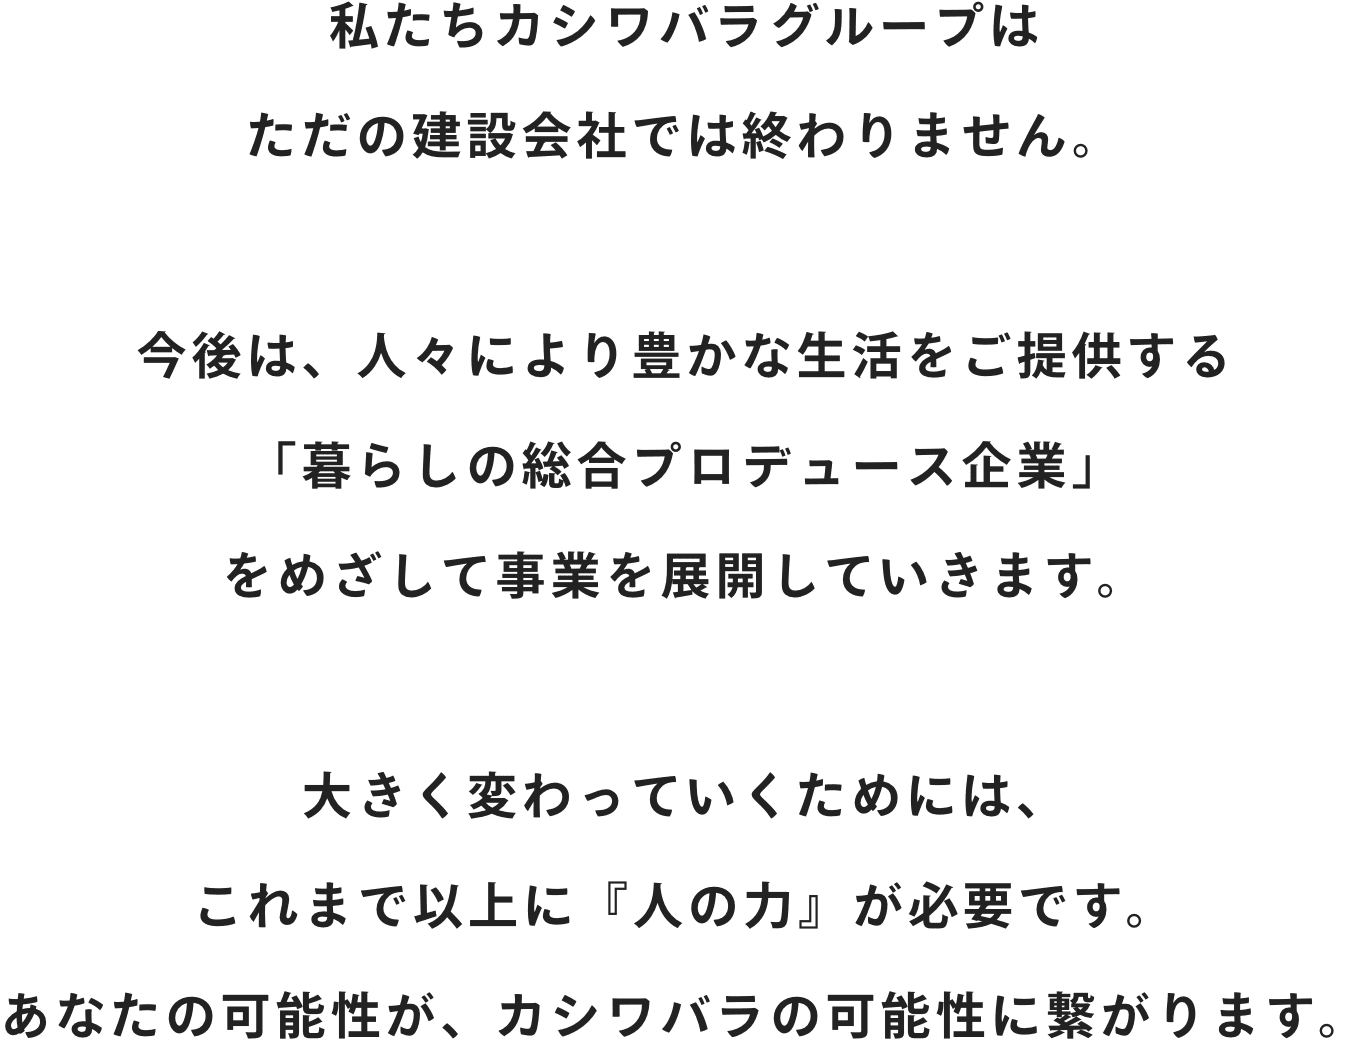 私たちカシワバラグループは
ただの建設会社では終わりません。
今後は、人々により豊かな生活をご提供する
「暮らしの総合プロデュース企業」
をめざして事業を展開していきます。
大きく変わっていくためには、
これまで以上に『人の力』が必要です。
あなたの可能性が、カシワバラの可能性に繋がります。